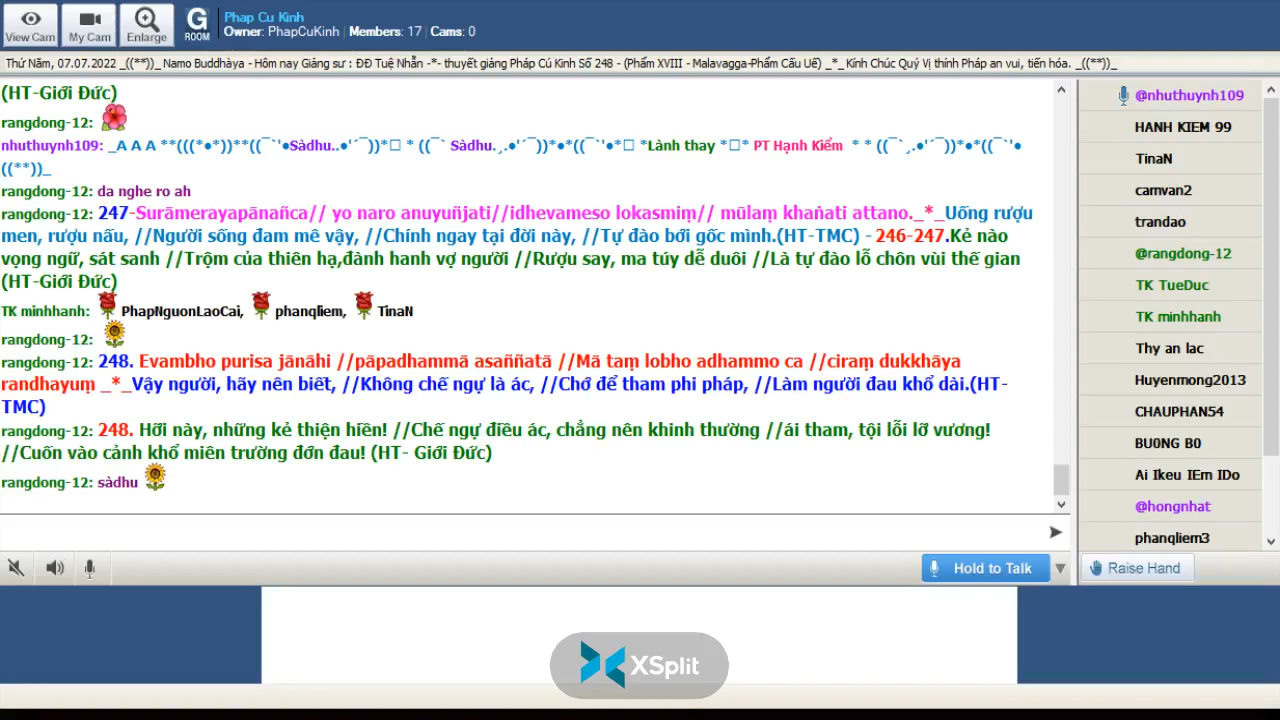 View Cam
My Cam
Enlarge
G
ROOM
Phap Cu Kinh
Owner: PhapCuKinh | Members: 17 | Cams: 0
Thứ Năm, 07.07.2022 _((**))_ Namo Buddhàya - Hôm nay Giảng sư : ĐĐ Tuệ Nhẫn -*- thuyết giảng Pháp Cú Kinh Số 248 - (Phẩm XVIII - Malavagga-Phẩm Cấu Uế) _*_ Kính Chúc Quý Vị thính Pháp an vui, tiến hóa. _((**))_
(HT-Giới Đức)
rangdong-12:
nhuthuynh109: _A A A **(((*●*))**((¯`'●Sàdhu..●'´¯))*□ * ((¯` Sàdhu.¸.●'´¯))*●*((¯`'●*□ *Lành thay *□* PT Hạnh Kiểm * * ((¯`¸.●'´¯))*●*((¯`'●
((**))_
rangdong-12: da nghe ro ah
rangdong-12: 247-Surāmerayapānañca// yo naro anuyuñjati//idhevameso lokasmiṃ// mūlaṃ khaṅati attano._*_Uống rượu
men, rượu nấu, //Người sống đam mê vậy, //Chính ngay tại đời này, //Tự đào bới gốc mình.(HT-TMC) - 246-247.Kẻ nào
vọng ngữ, sát sanh //Trộm của thiên hạ,đành hanh vợ người //Rượu say, ma túy dễ duôi //Là tự đào lỗ chôn vùi thế gian
(HT-Giới Đức)
TK minhhanh: PhapNguonLaoCai, phanqliem, TinaN
rangdong-12:
rangdong-12: 248. Evambho purisa jānāhi //pāpadhammā asaññatā //Mā taṃ lobho adhammo ca //ciraṃ dukkhāya
randhayuṃ _*_Vậy người, hãy nên biết, //Không chế ngự là ác, //Chớ để tham phi pháp, //Làm người đau khổ dài.(HT-
TMC)
rangdong-12: 248. Hỡi này, những kẻ thiện hiền! //Chế ngự điều ác, chẳng nên khinh thường //ái tham, tội lỗi lỡ vương!
//Cuốn vào cảnh khổ miên trường đớn đau! (HT- Giới Đức)
rangdong-12: sàdhu
@nhuthuynh109
HANH KIEM 99
TinaN
camvan2
trandao
@rangdong-12
TK TueDuc
TK minhhanh
Thy an lac
Huyenmong2013
CHAUPHAN54
BU0NG B0
Ai Ikeu IEm IDo
@hongnhat
phanqliem3
Hold to Talk
Raise Hand
XSplit